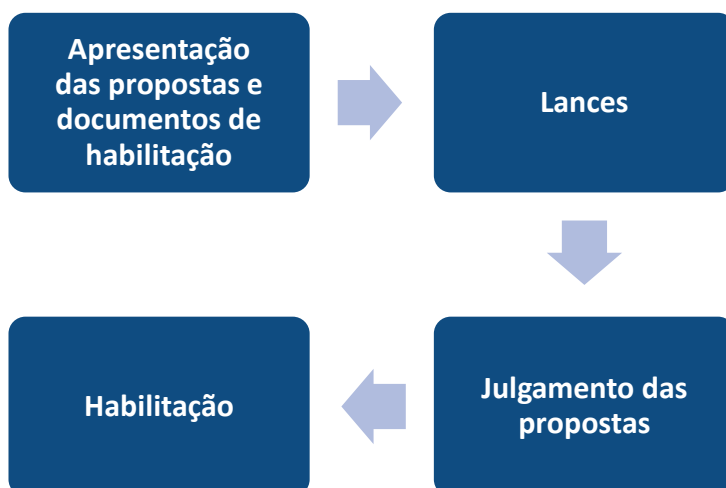 Apresentação
das propostas e
documentos de
habilitação
Lances
Julgamento das
propostas
Habilitação